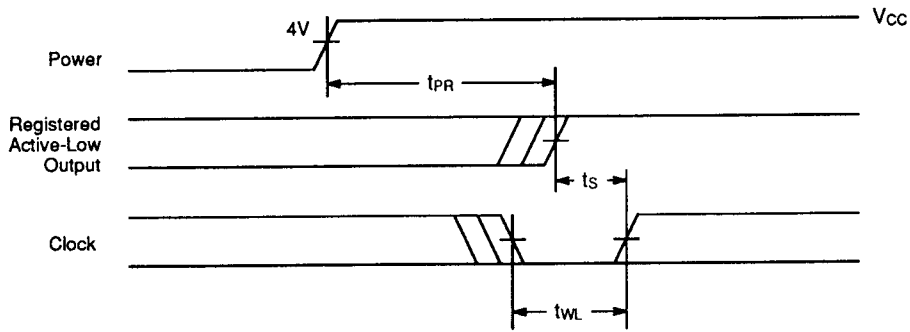 4V
VCC
Power
tPR
Registered
Active-Low
Output
tS
Clock
tWL